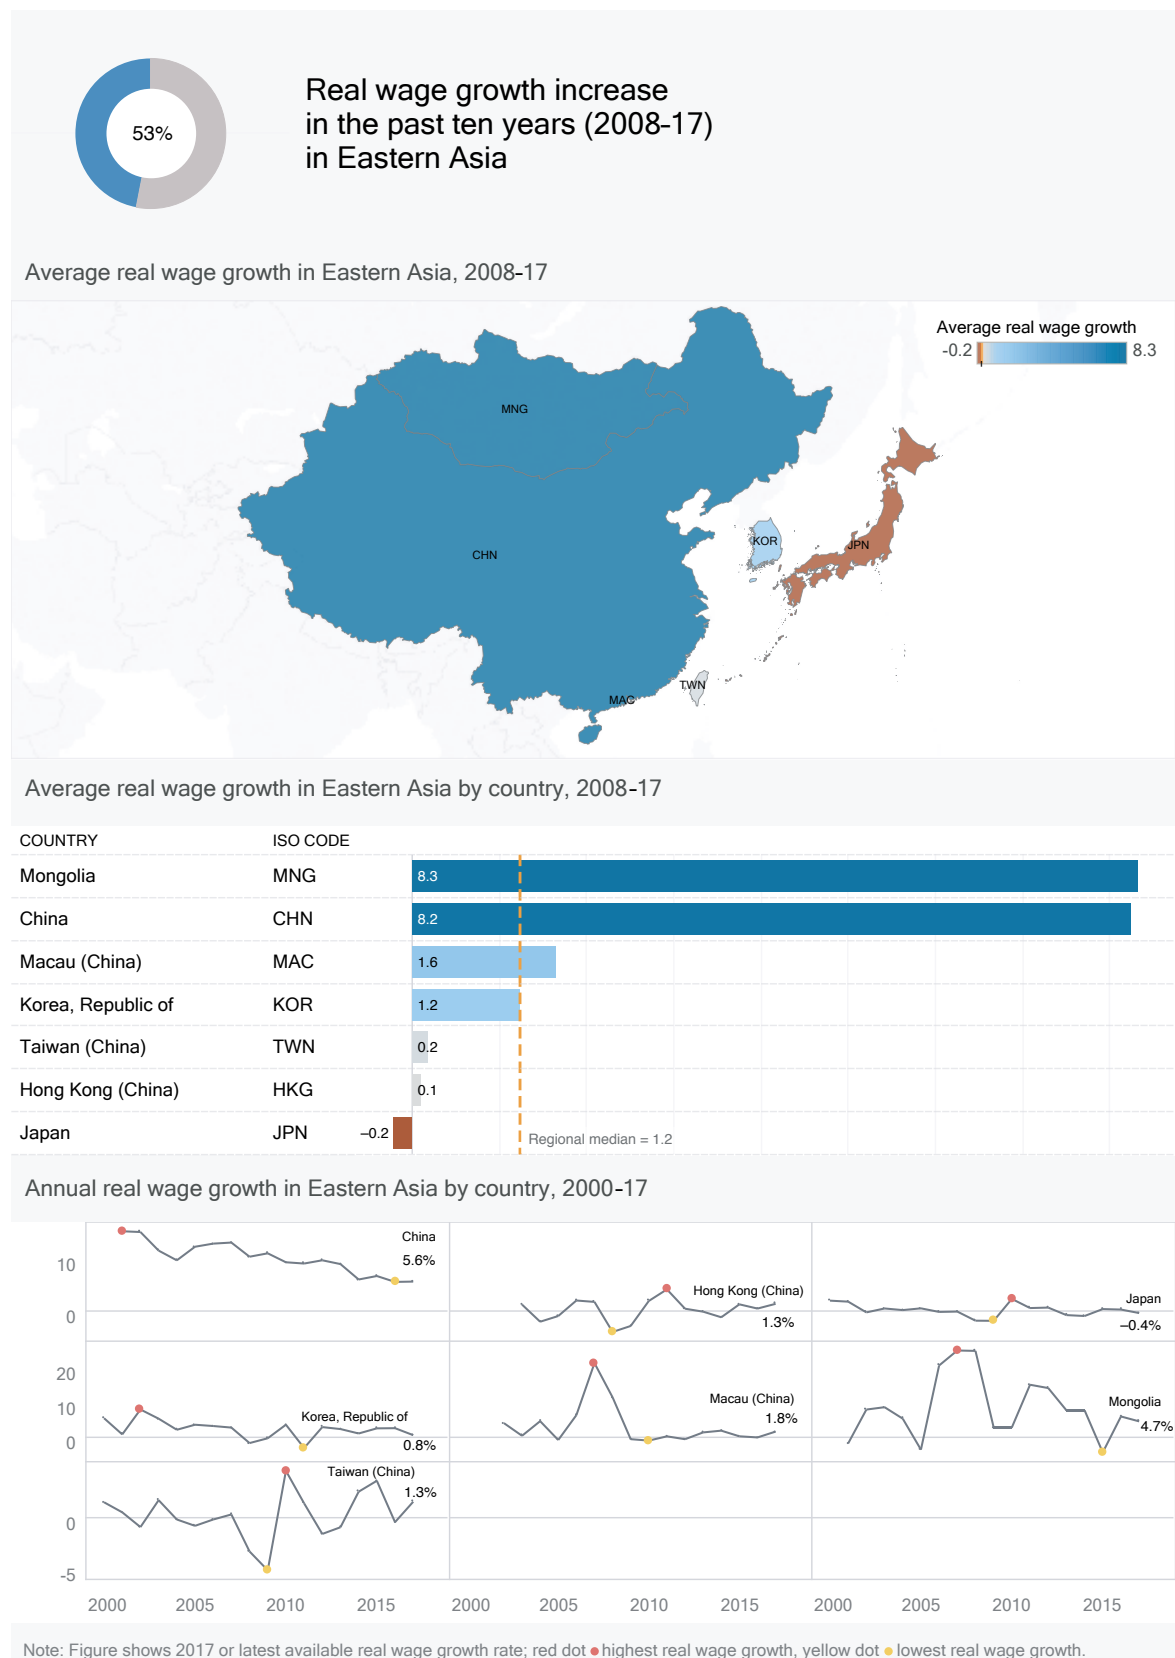 53%
Real wage growth increase
in the past ten years (2008-17)
in Eastern Asia
Average real wage growth in Eastern Asia, 2008-17
Average real wage growth
-0.2
8.3
MNG
CHN
KOR
JPN
TWN
MAC
Average real wage growth in Eastern Asia by country, 2008-17
COUNTRY ISO CODE
Mongolia MNG 8.3
China CHN 8.2
Macau (China) MAC 1.6
Korea, Republic of KOR 1.2
Taiwan (China) TWN 0.2
Hong Kong (China) HKG 0.1
Japan JPN –0.2
Regional median = 1.2
Annual real wage growth in Eastern Asia by country, 2000-17
10
0
China
5.6%
Hong Kong (China)
1.3%
Japan
–0.4%
20
10
0
Korea, Republic of
0.8%
Macau (China)
1.8%
Mongolia
4.7%
0
-5
Taiwan (China)
1.3%
2000 2005 2010 2015 2000 2005 2010 2015 2000 2005 2010 2015
Note: Figure shows 2017 or latest available real wage growth rate; red dot highest real wage growth, yellow dot lowest real wage growth.